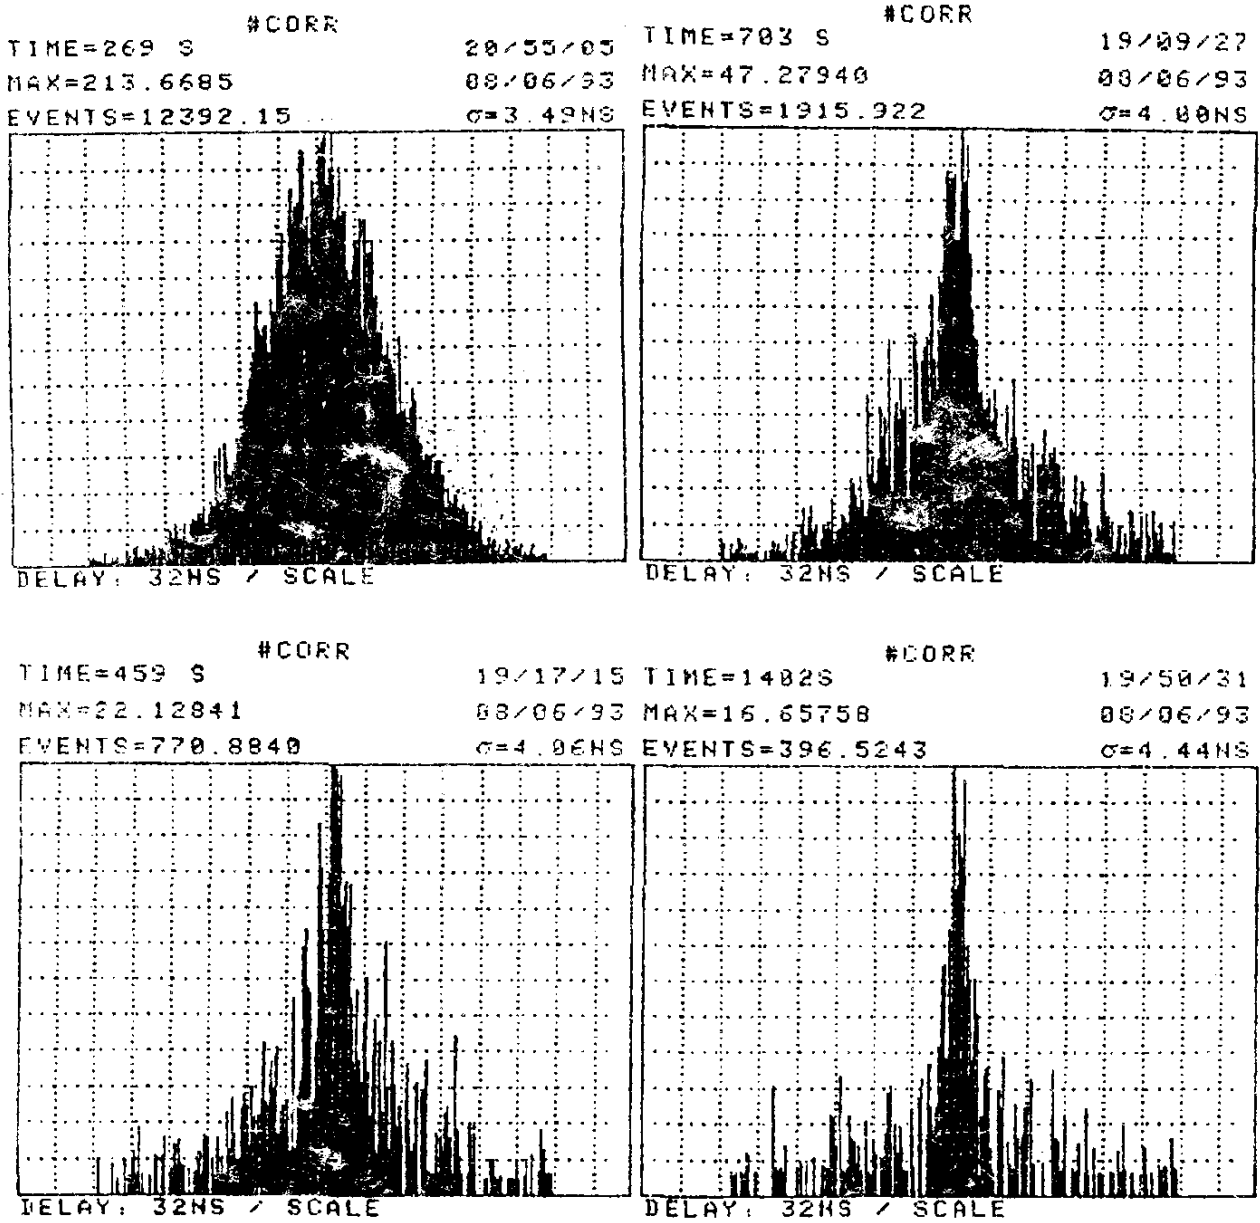 #CORR
TIME=269 S 20/55/05
MAX=213.6685 08/06/93
EVENTS=12392.15 σ=3.49NS
DELAY: 32NS / SCALE
#CORR
TIME=703 S 19/09/27
MAX=47.27940 08/06/93
EVENTS=1915.922 σ=4.00NS
DELAY: 32NS / SCALE
#CORR
TIME=459 S 19/17/15
MAX=22.12841 08/06/93
EVENTS=770.8840 σ=4.06NS
DELAY: 32NS / SCALE
#CORR
TIME=1402S 19/50/31
MAX=16.65758 08/06/93
EVENTS=396.5243 σ=4.44NS
DELAY: 32NS / SCALE